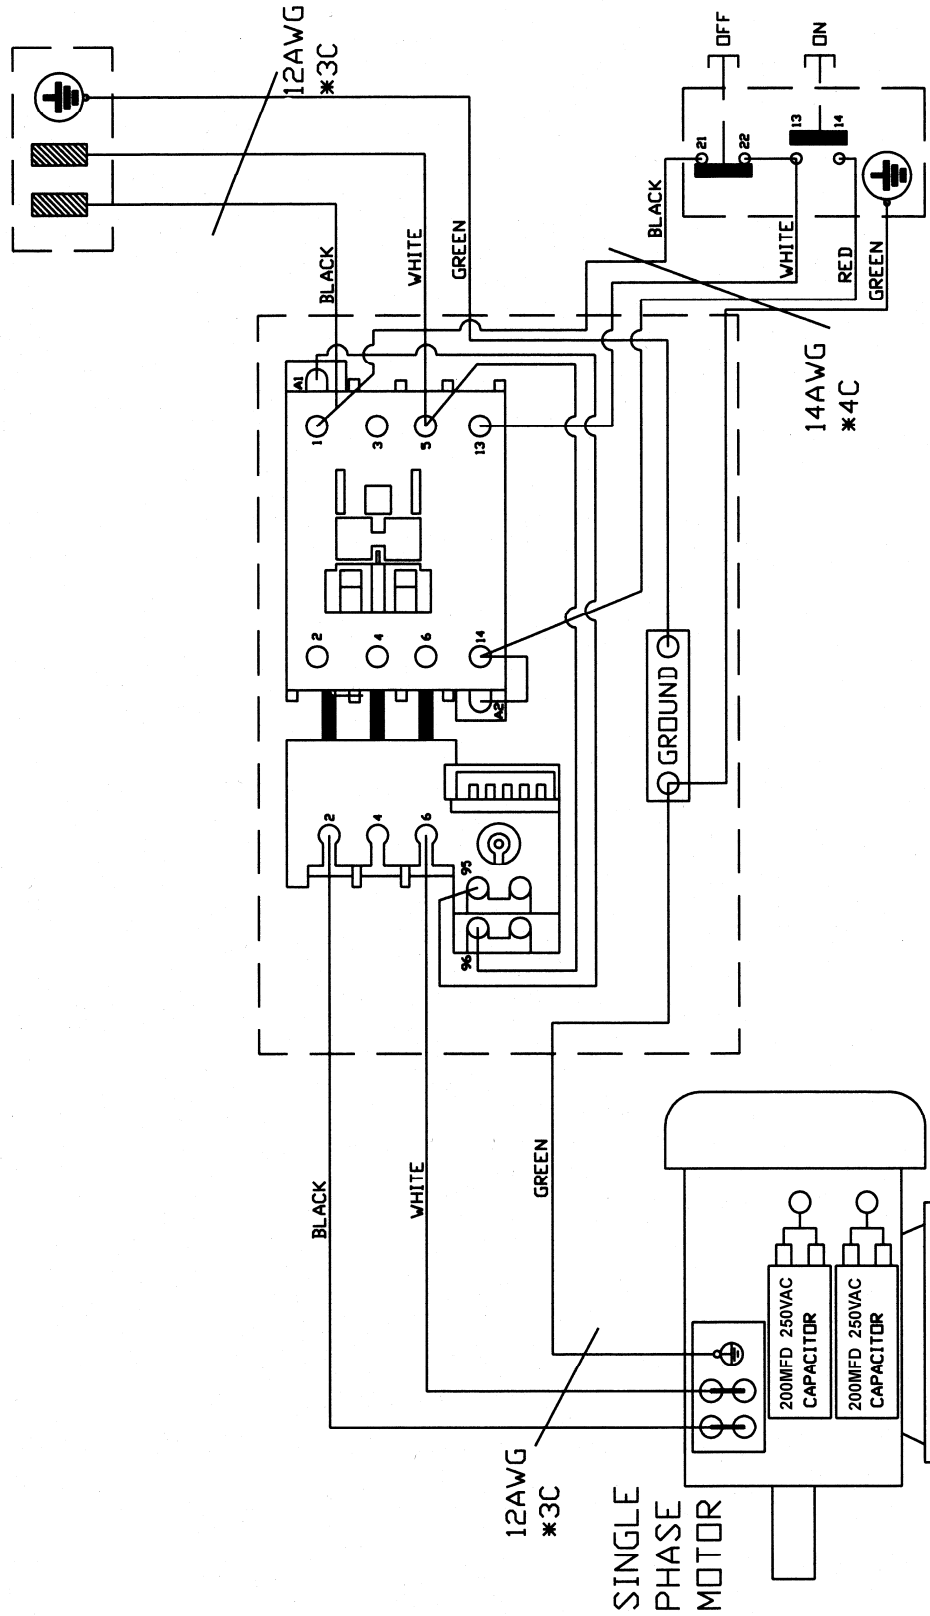 12AWG
*3C
OFF
ON
21
22
13
14
BLACK
WHITE
GREEN
BLACK
WHITE
RED
GREEN
14AWG
*4C
A1
1
3
5
13
2
4
6
14
A2
GROUND
2
4
6
95
96
BLACK
WHITE
GREEN
12AWG
*3C
200MFD 250VAC
CAPACITOR
200MFD 250VAC
CAPACITOR
SINGLE
PHASE
MOTOR